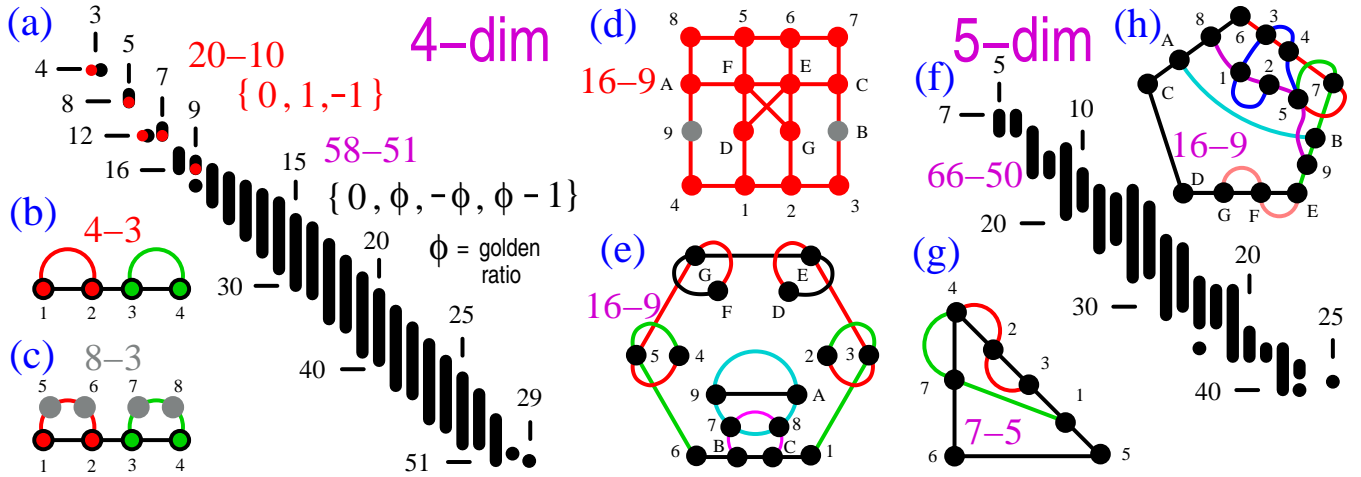 (a)
3
4
5
8
7
12
9
16
20–10
{0,1,-1}
4–dim
58–51
15
{0,ϕ,-ϕ,ϕ-1}
ϕ = golden
ratio
20
30
25
40
29
51
(b)
4–3
1 2 3 4
(c)
8–3
5 6 7 8
1 2 3 4
(d)
16–9
8 5 6 7
A F E C
9 D G B
4 1 2 3
(e)
16–9
G E
F D
5 4 2 3
9 A
7 8
6 B C 1
5–dim
(f)
5
7
10
66–50
20
20
30
25
40
(g)
4
2
3
7
1
7–5
6 5
(h)
8 3
A 6 4
1 2 7
C 5
B
16–9 9
D G F E